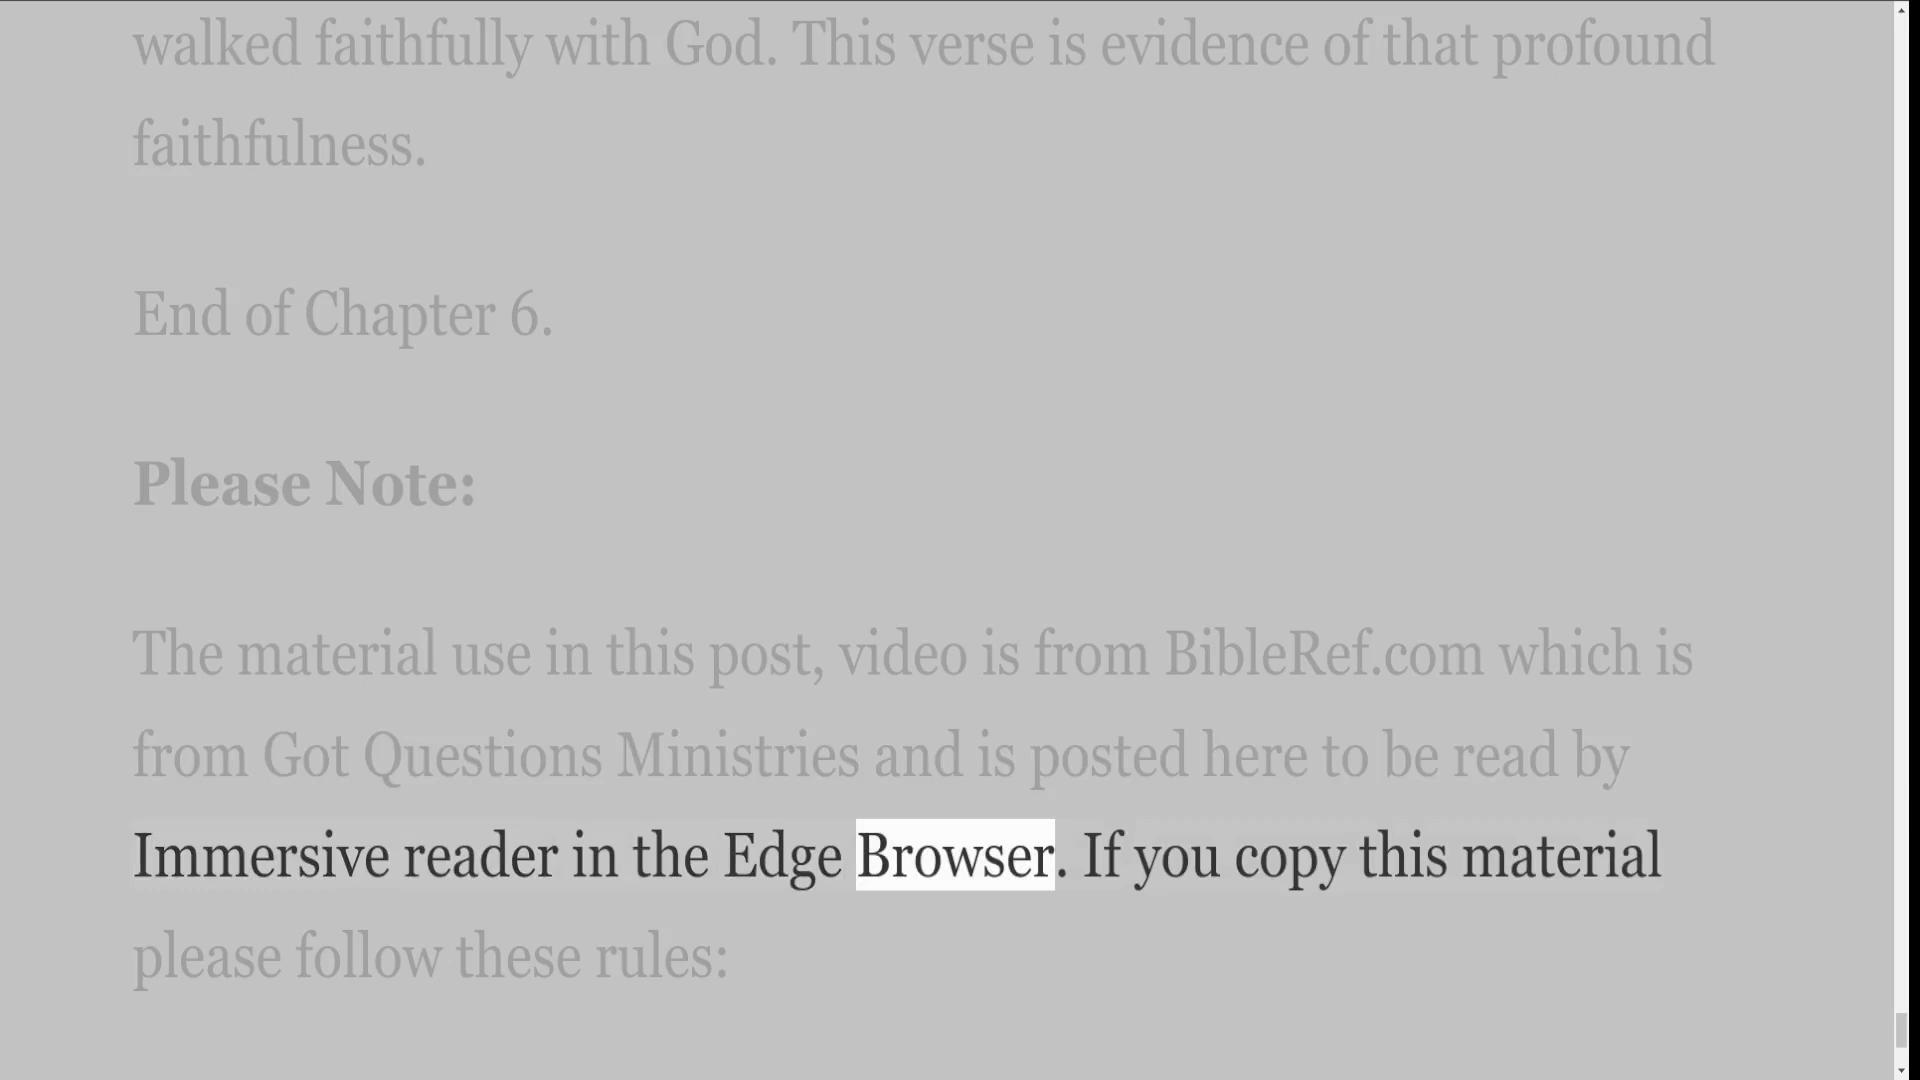 walked faithfully with God. This verse is evidence of that profound
faithfulness.
End of Chapter 6.
Please Note:
The material use in this post, video is from BibleRef.com which is
from Got Questions Ministries and is posted here to be read by
Immersive reader in the Edge Browser. If you copy this material
please follow these rules: